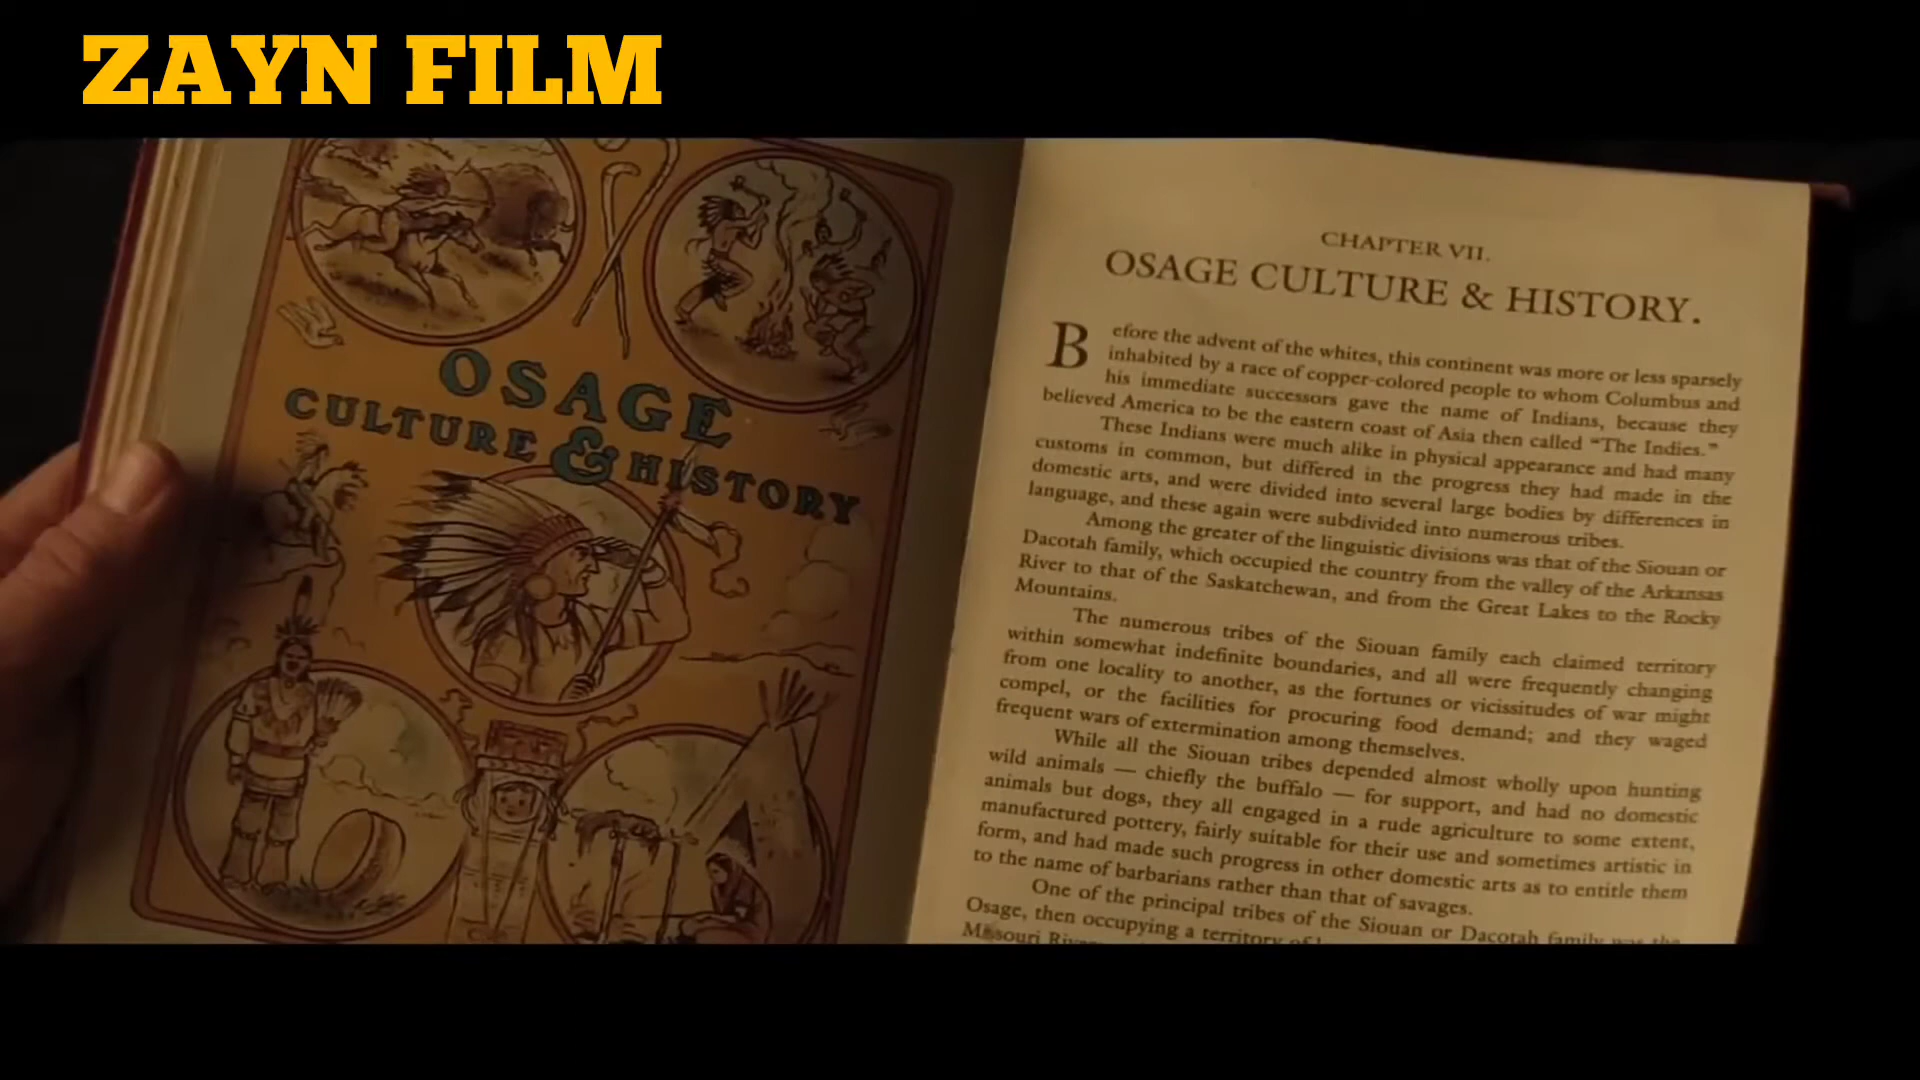 ZAYN FILM
OSAGE
CULTURE & HISTORY
CHAPTER VII.
OSAGE CULTURE & HISTORY.
Before the advent of the whites, this continent was more or less sparsely
inhabited by a race of copper-colored people to whom Columbus and
his immediate successors gave the name of Indians, because they
believed America to be the eastern coast of Asia then called “The Indies.”
These Indians were much alike in physical appearance and had many
customs in common, but differed in the progress they had made in the
domestic arts, and were divided into several large bodies by differences in
language, and these again were subdivided into numerous tribes.
Among the greater of the linguistic divisions was that of the Siouan or
Dacotah family, which occupied the country from the valley of the Arkansas
River to that of the Saskatchewan, and from the Great Lakes to the Rocky
Mountains.
The numerous tribes of the Siouan family each claimed territory
within somewhat indefinite boundaries, and all were frequently changing
from one locality to another, as the fortunes or vicissitudes of war might
compel, or the facilities for procuring food demand; and they waged
frequent wars of extermination among themselves.
While all the Siouan tribes depended almost wholly upon hunting
wild animals — chiefly the buffalo — for support, and had no domestic
animals but dogs, they all engaged in a rude agriculture to some extent,
manufactured pottery, fairly suitable for their use and sometimes artistic in
form, and had made such progress in other domestic arts as to entitle them
to the name of barbarians rather than that of savages.
One of the principal tribes of the Siouan or Dacotah family was the
Osage, then occupying a territory of
Missouri River